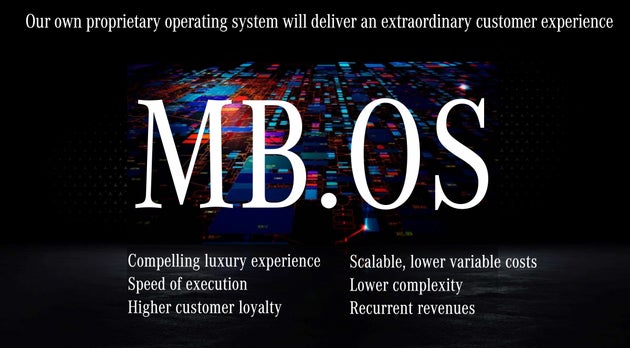 Our own proprietary operating system will deliver an extraordinary customer experience
MB.OS
Compelling luxury experience
Speed of execution
Higher customer loyalty
Scalable, lower variable costs
Lower complexity
Recurrent revenues